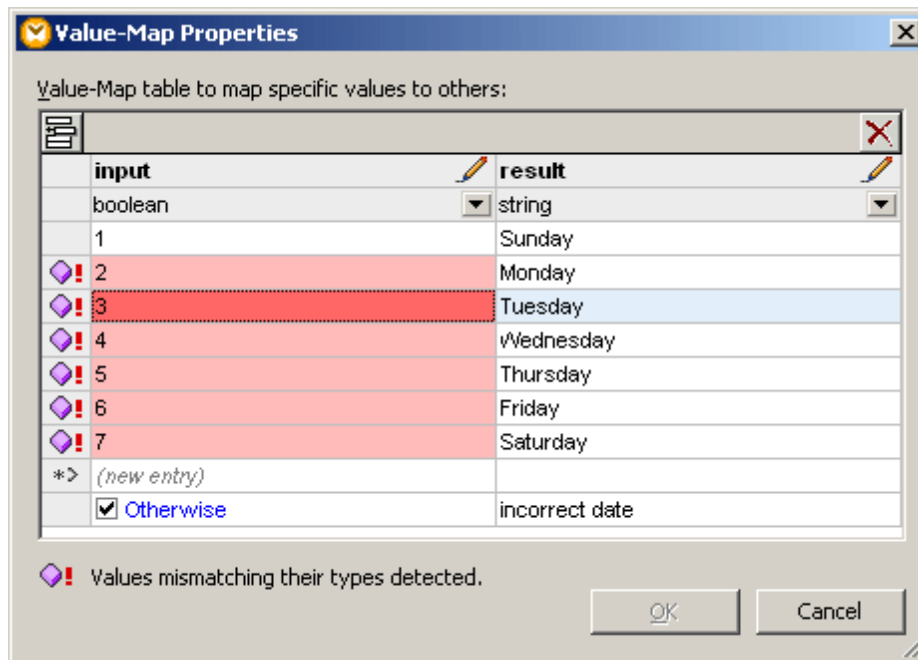 Value-Map Properties
Value-Map table to map specific values to others:
input result
boolean string
1 Sunday
! 2 Monday
! 3 Tuesday
! 4 Wednesday
! 5 Thursday
! 6 Friday
! 7 Saturday
*> (new entry)
Otherwise incorrect date
! Values mismatching their types detected.
OK Cancel